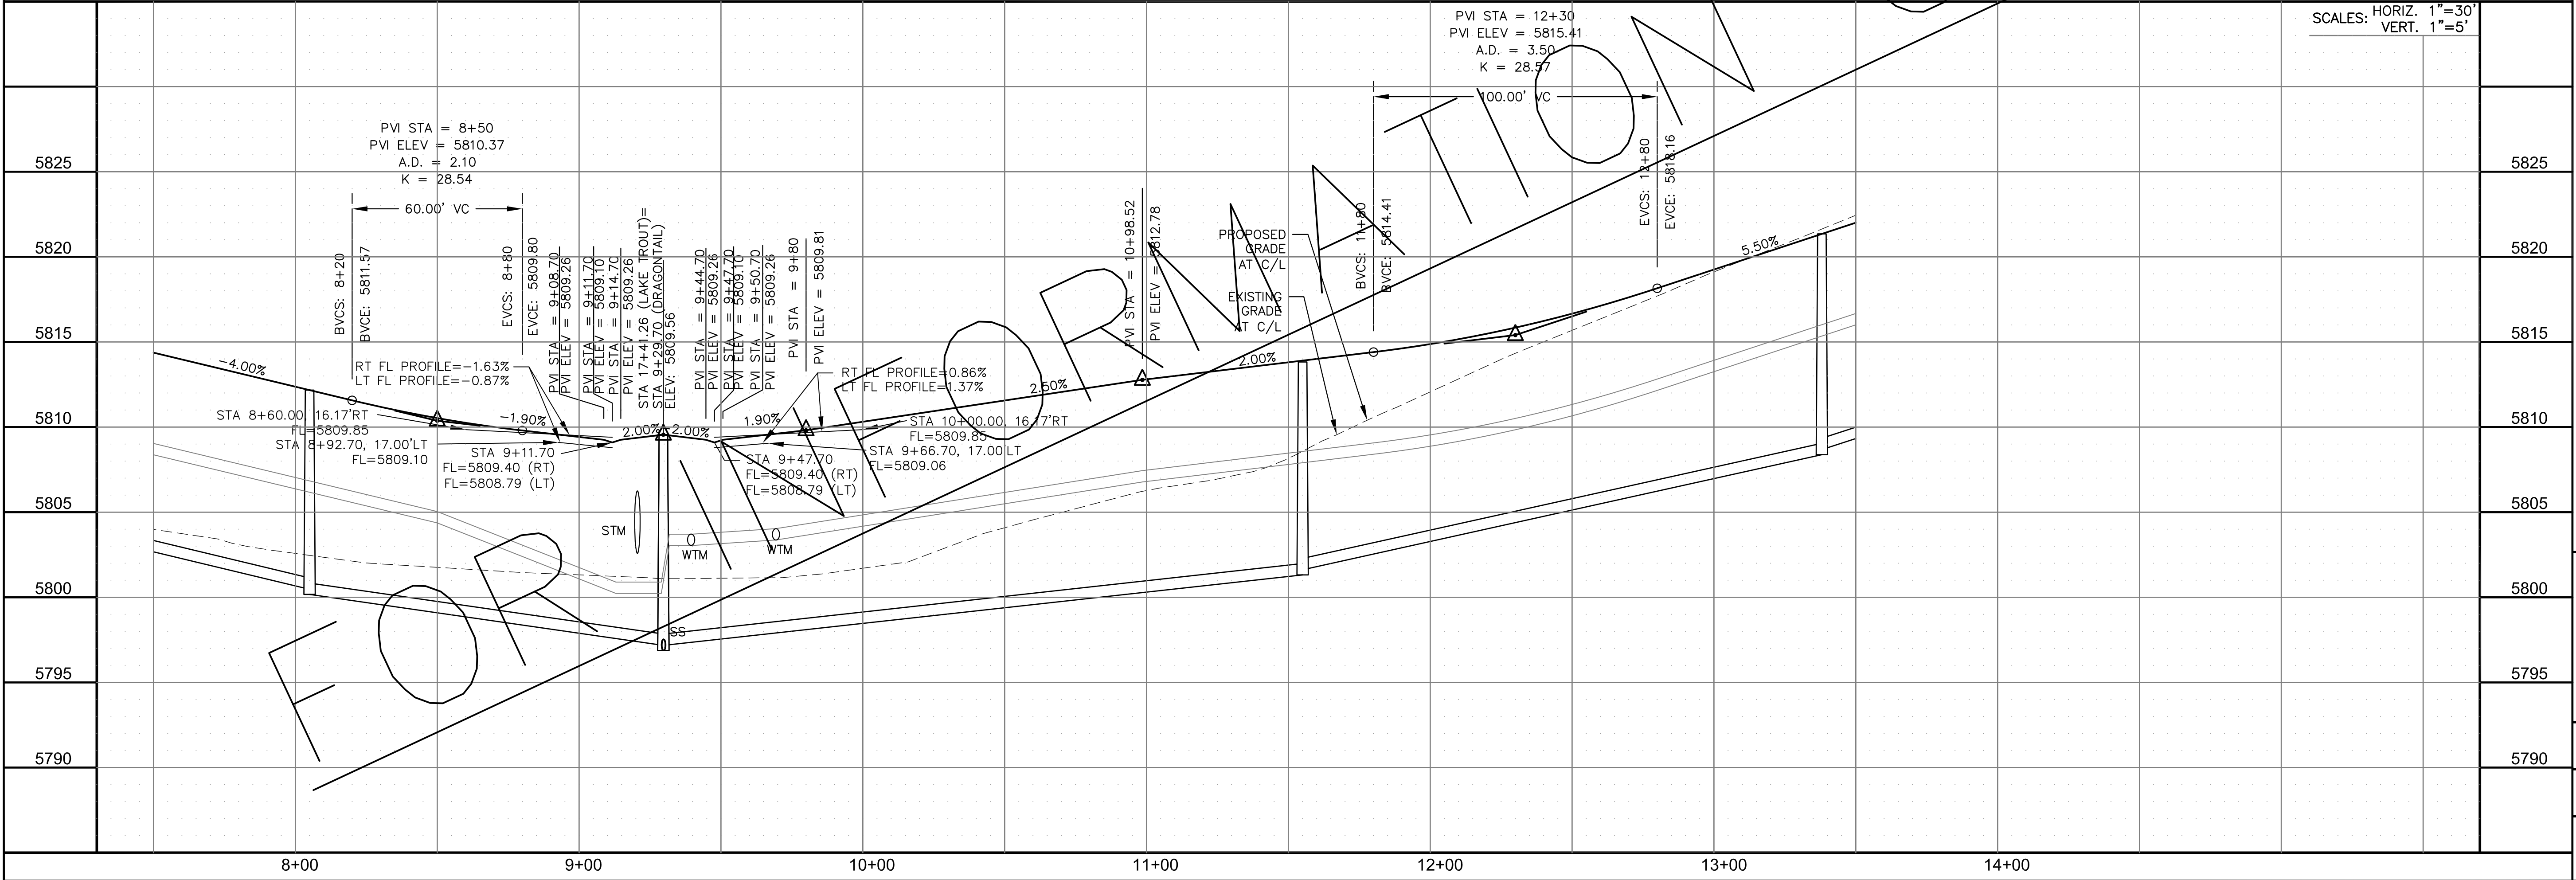 SCALES: HORIZ. 1"=30'
VERT. 1"=5'
PVI STA = 12+30
PVI ELEV = 5815.41
A.D. = 3.50
K = 28.57
100.00' VC
BVCS: 11+80
BVCE: 5814.41
EVCS: 12+80
EVCE: 5818.16
PVI STA = 8+50
PVI ELEV = 5810.37
A.D. = 2.10
K = 28.54
60.00' VC
BVCS: 8+20
BVCE: 5811.57
EVCS: 8+80
EVCE: 5809.80
PVI STA = 9+08.70
PVI ELEV = 5809.26
PVI STA = 9+11.70
PVI ELEV = 5809.10
PVI STA = 9+14.70
PVI ELEV = 5809.26
STA 17+41.26 (LAKE TROUT)=
STA 9+29.70 (DRAGONTAIL)
ELEV: 5809.56
PVI STA = 9+44.70
PVI ELEV = 5809.26
PVI STA = 9+47.70
PVI ELEV = 5809.10
PVI STA = 9+50.70
PVI ELEV = 5809.26
PVI STA = 9+80
PVI ELEV = 5809.81
PVI STA = 10+98.52
PVI ELEV = 5812.78
PROPOSED
GRADE
AT C/L
EXISTING
GRADE
AT C/L
-4.00%
-1.90%
2.00%
-2.00%
1.90%
2.50%
2.00%
5.50%
RT FL PROFILE=-1.63%
LT FL PROFILE=-0.87%
RT FL PROFILE=0.86%
LT FL PROFILE=1.37%
STA 8+60.00, 16.17'RT
FL=5809.85
STA 8+92.70, 17.00'LT
FL=5809.10
STA 9+11.70
FL=5809.40 (RT)
FL=5808.79 (LT)
STA 9+47.70
FL=5809.40 (RT)
FL=5808.79 (LT)
STA 10+00.00, 16.17'RT
FL=5809.85
STA 9+66.70, 17.00'LT
FL=5809.06
STM
WTM
WTM
SS
FOR INFORMATION
5825
5820
5815
5810
5805
5800
5795
5790
5825
5820
5815
5810
5805
5800
5795
5790
8+00
9+00
10+00
11+00
12+00
13+00
14+00